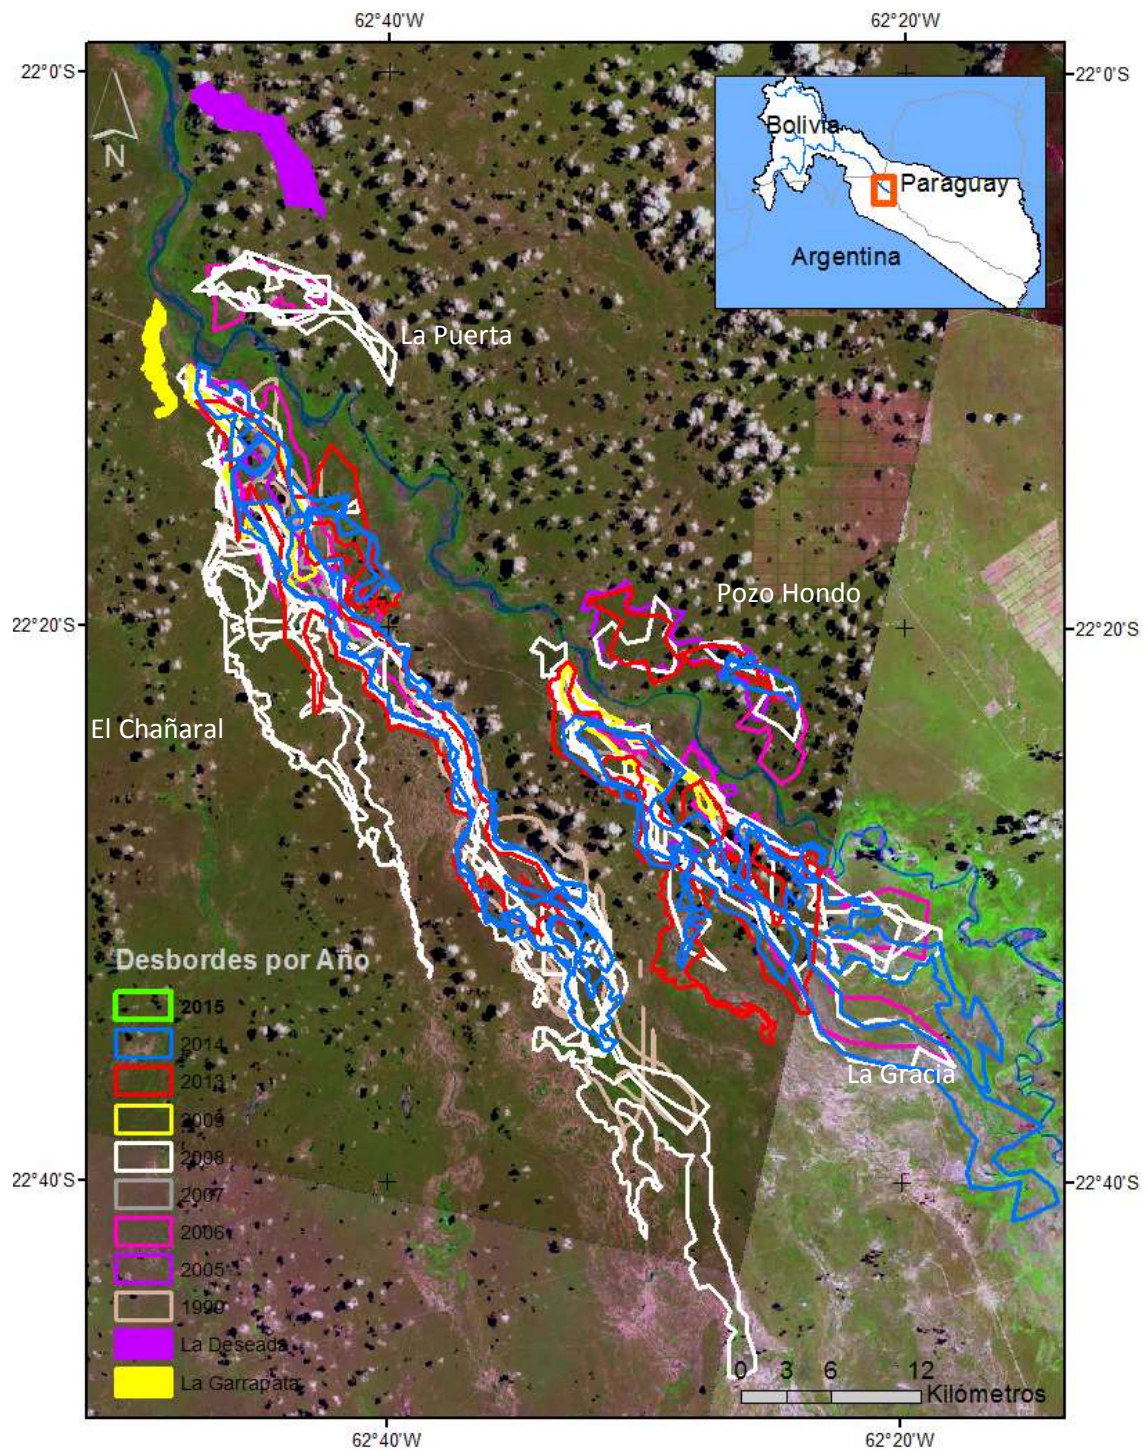 62°40'W
62°20'W
22°0'S
22°0'S
N
Bolivia
Paraguay
Argentina
La Puerta
Pozo Hondo
22°20'S
22°20'S
El Chañaral
Desbordes por Año
2015
2014
2013
2009
2008
2007
2006
2005
1999
La Deseada
La Garrapata
La Gracia
22°40'S
22°40'S
0 3 6 12
Kilómetros
62°40'W
62°20'W